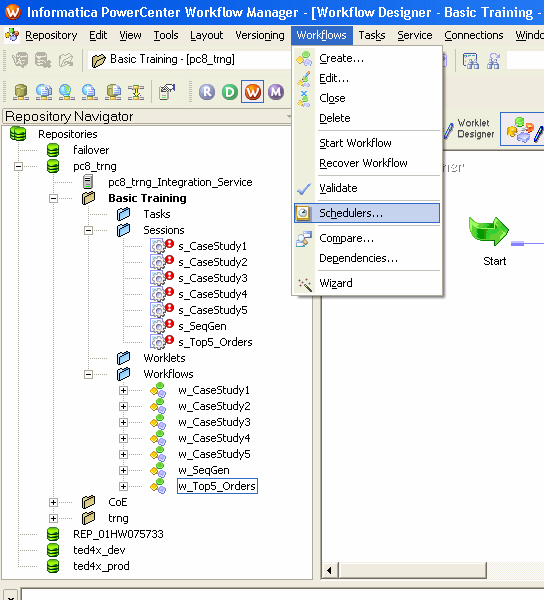 Informatica PowerCenter Workflow Manager - [Workflow Designer - Basic Training -
Repository Edit View Tools Layout Versioning Workflows Tasks Service Connections Windo
Basic Training - [pc8_trng]
R D W M
Repository Navigator
Repositories
failover
pc8_trng
pc8_trng_Integration_Service
Basic Training
Tasks
Sessions
s_CaseStudy1
s_CaseStudy2
s_CaseStudy3
s_CaseStudy4
s_CaseStudy5
s_SeqGen
s_Top5_Orders
Worklets
Workflows
w_CaseStudy1
w_CaseStudy2
w_CaseStudy3
w_CaseStudy4
w_CaseStudy5
w_SeqGen
w_Top5_Orders
CoE
trng
REP_01HW075733
ted4x_dev
ted4x_prod
Create...
Edit...
Close
Delete
Start Workflow
Recover Workflow
Validate
Schedulers...
Compare...
Dependencies...
Wizard
Worklet
Designer
Start